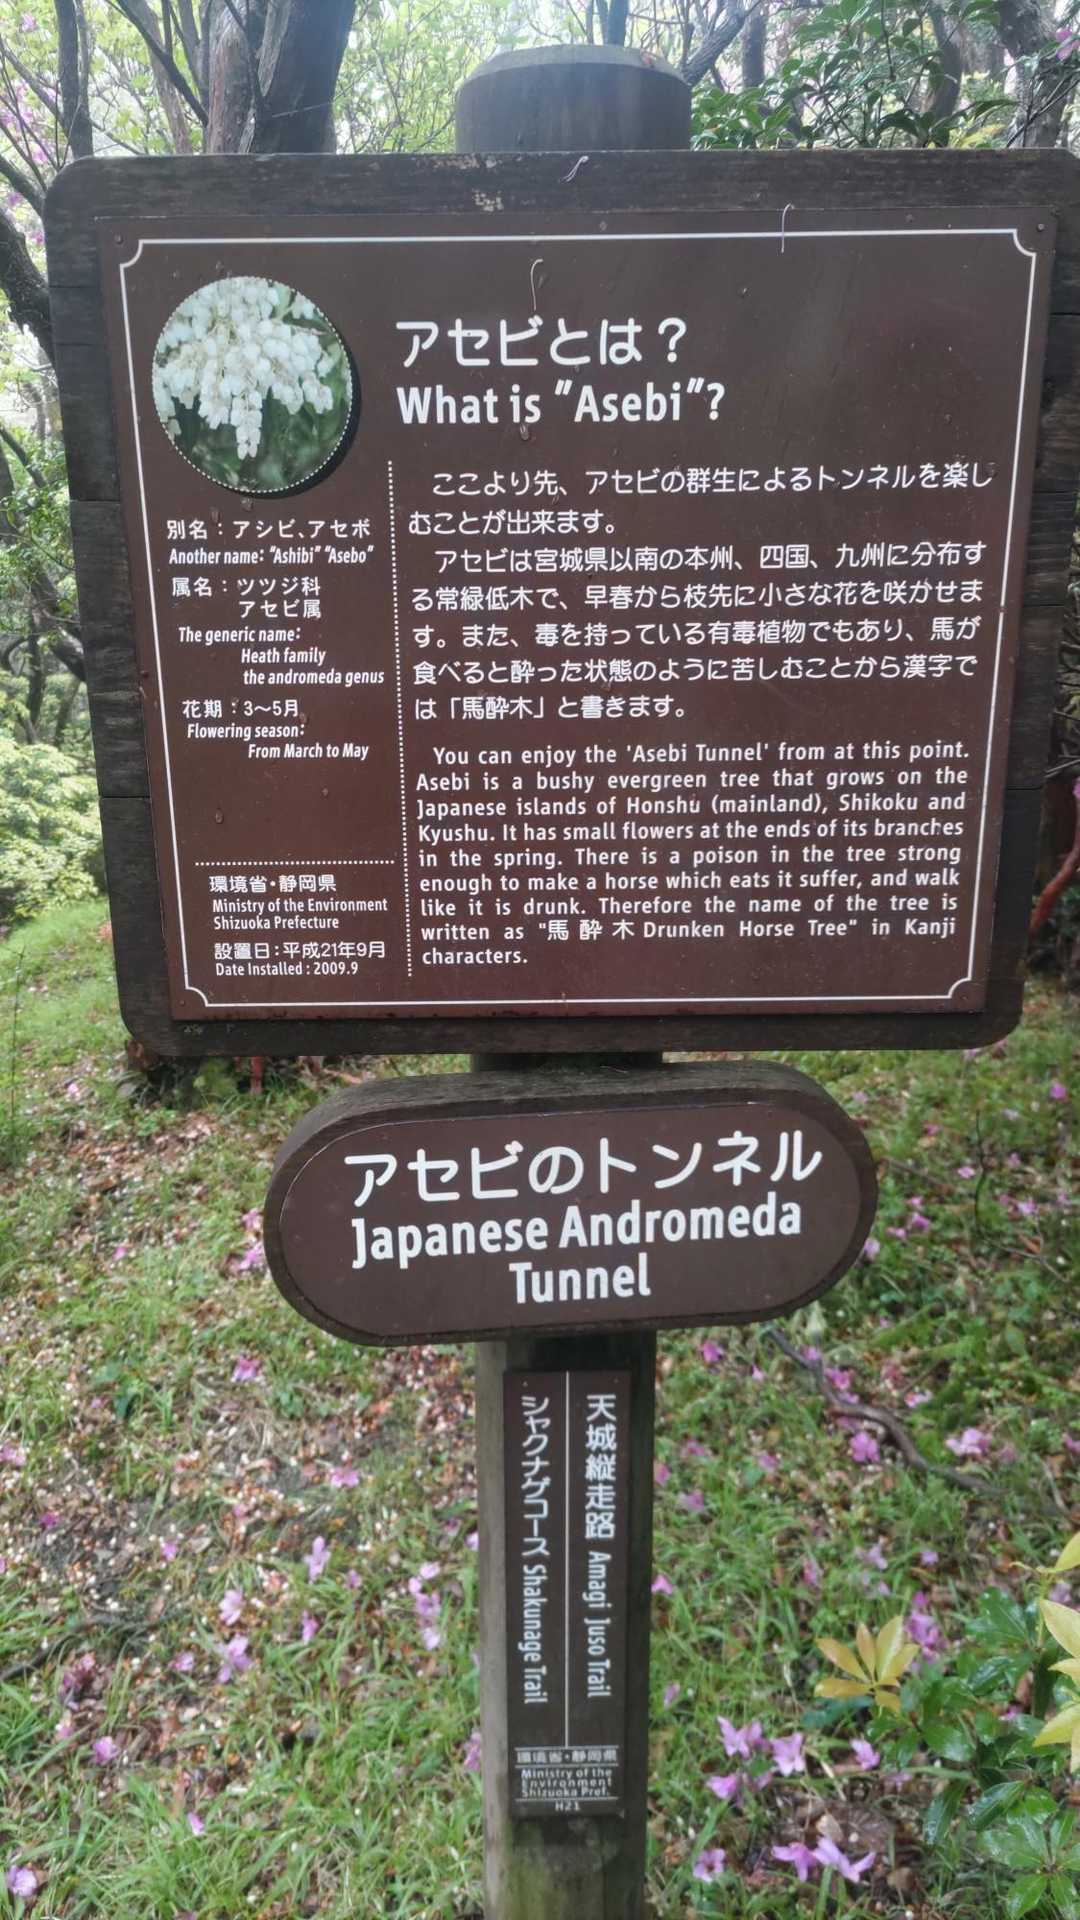 アセビとは？
What is "Asebi"?
別名：アシビ、アセボ
Another name: "Ashibi" "Asebo"
属名：ツツジ科
アセビ属
The generic name:
Heath family
the andromeda genus
花期：3～5月
Flowering season:
From March to May
環境省・静岡県
Ministry of the Environment
Shizuoka Prefecture
設置日：平成21年9月
Date Installed : 2009.9
ここより先、アセビの群生によるトンネルを楽し
むことが出来ます。
アセビは宮城県以南の本州、四国、九州に分布す
る常緑低木で、早春から枝先に小さな花を咲かせま
す。また、毒を持っている有毒植物でもあり、馬が
食べると酔った状態のように苦しむことから漢字で
は「馬酔木」と書きます。
You can enjoy the 'Asebi Tunnel' from at this point.
Asebi is a bushy evergreen tree that grows on the
Japanese islands of Honshu (mainland), Shikoku and
Kyushu. It has small flowers at the ends of its branches
in the spring. There is a poison in the tree strong
enough to make a horse which eats it suffer, and walk
like it is drunk. Therefore the name of the tree is
written as "馬酔木 Drunken Horse Tree" in Kanji
characters.
アセビのトンネル
Japanese Andromeda
Tunnel
天城縦走路 Amagi Juso Trail
シャクナゲコース Shakunage Trail
環境省・静岡県
Ministry of the
Environment
Shizuoka Pref.
H21